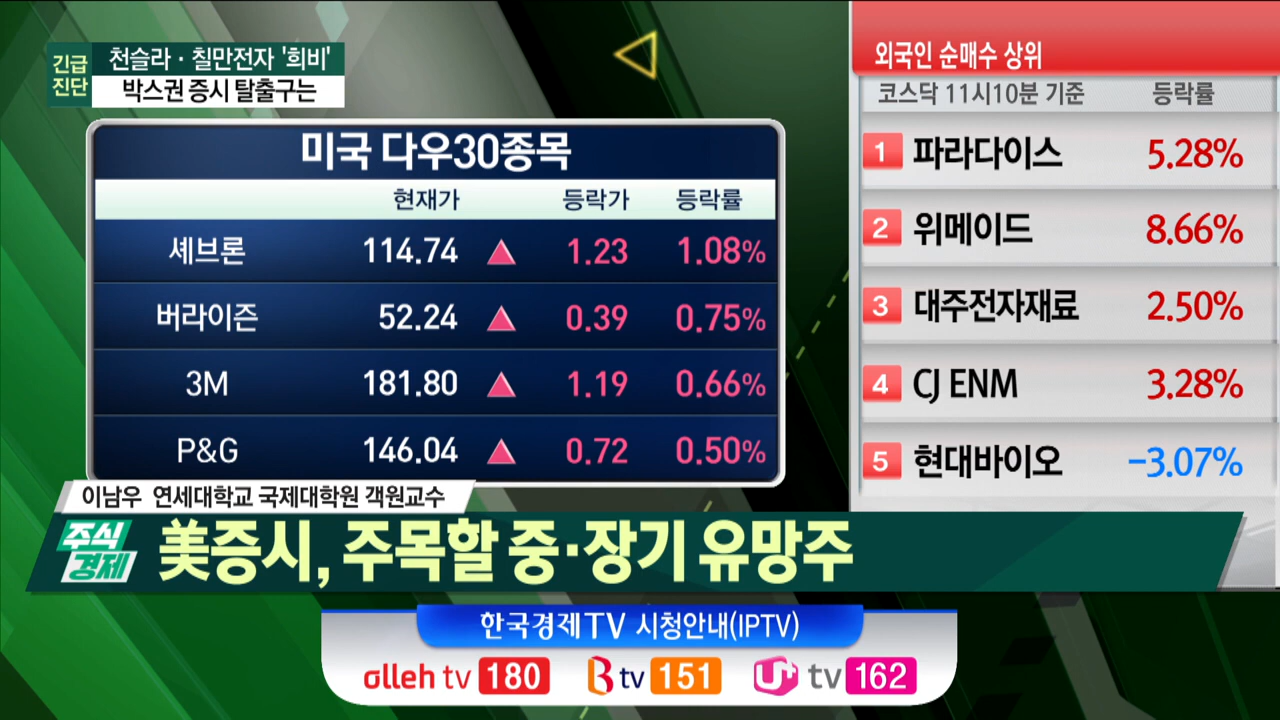 긴급
진단
천슬라·칠만전자 '희비'
박스권 증시 탈출구는
미국 다우30종목
현재가 등락가 등락률
셰브론 114.74 ▲ 1.23 1.08%
버라이즌 52.24 ▲ 0.39 0.75%
3M 181.80 ▲ 1.19 0.66%
P&G 146.04 ▲ 0.72 0.50%
외국인 순매수 상위
코스닥 11시10분 기준 등락률
1 파라다이스 5.28%
2 위메이드 8.66%
3 대주전자재료 2.50%
4 CJ ENM 3.28%
5 현대바이오 -3.07%
이남우 연세대학교 국제대학원 객원교수
주식
경제
美증시, 주목할 중·장기 유망주
한국경제TV 시청안내(IPTV)
olleh tv 180 B tv 151 U+ tv 162